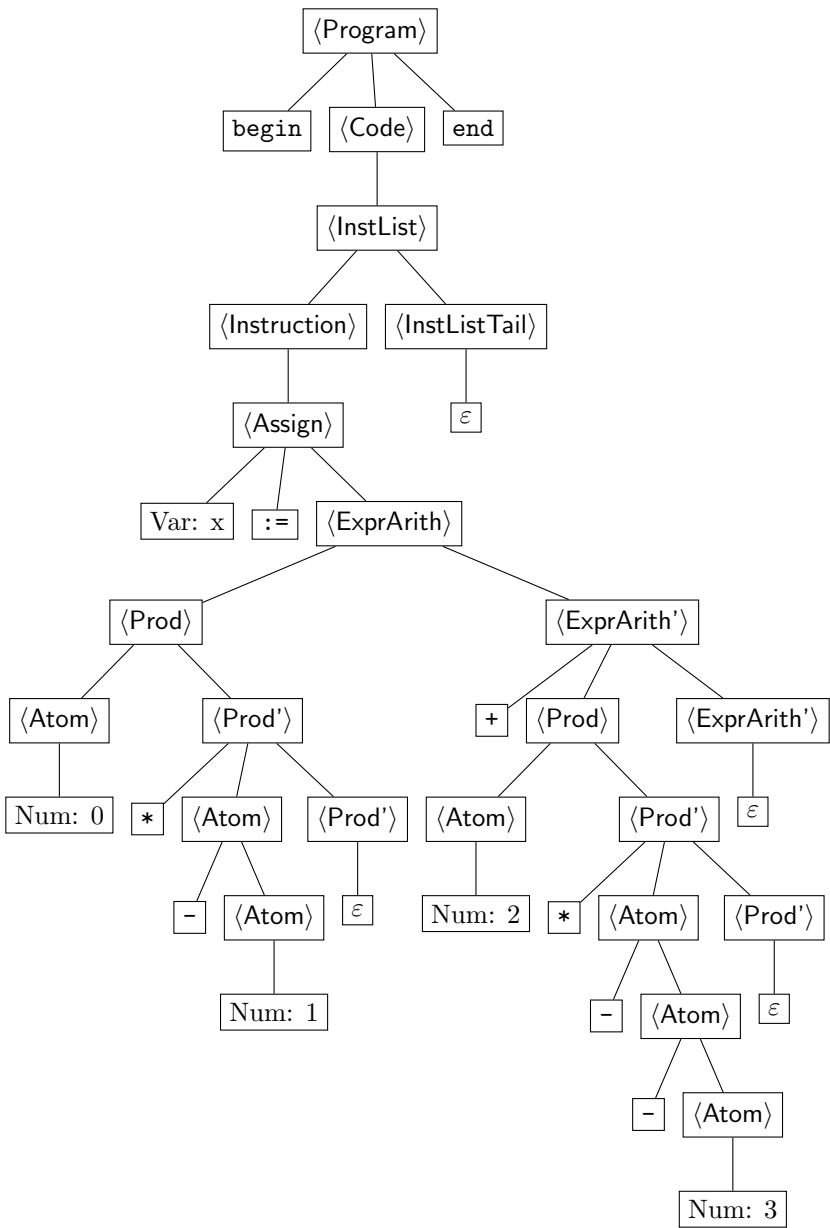 ⟨Program⟩
begin ⟨Code⟩ end
⟨InstList⟩
⟨Instruction⟩ ⟨InstListTail⟩
⟨Assign⟩ ε
Var: x := ⟨ExprArith⟩
⟨Prod⟩ ⟨ExprArith'⟩
⟨Atom⟩ ⟨Prod'⟩ + ⟨Prod⟩ ⟨ExprArith'⟩
Num: 0 * ⟨Atom⟩ ⟨Prod'⟩ ⟨Atom⟩ ⟨Prod'⟩ ε
- ⟨Atom⟩ ε Num: 2 * ⟨Atom⟩ ⟨Prod'⟩
Num: 1 - ⟨Atom⟩ ε
- ⟨Atom⟩
Num: 3